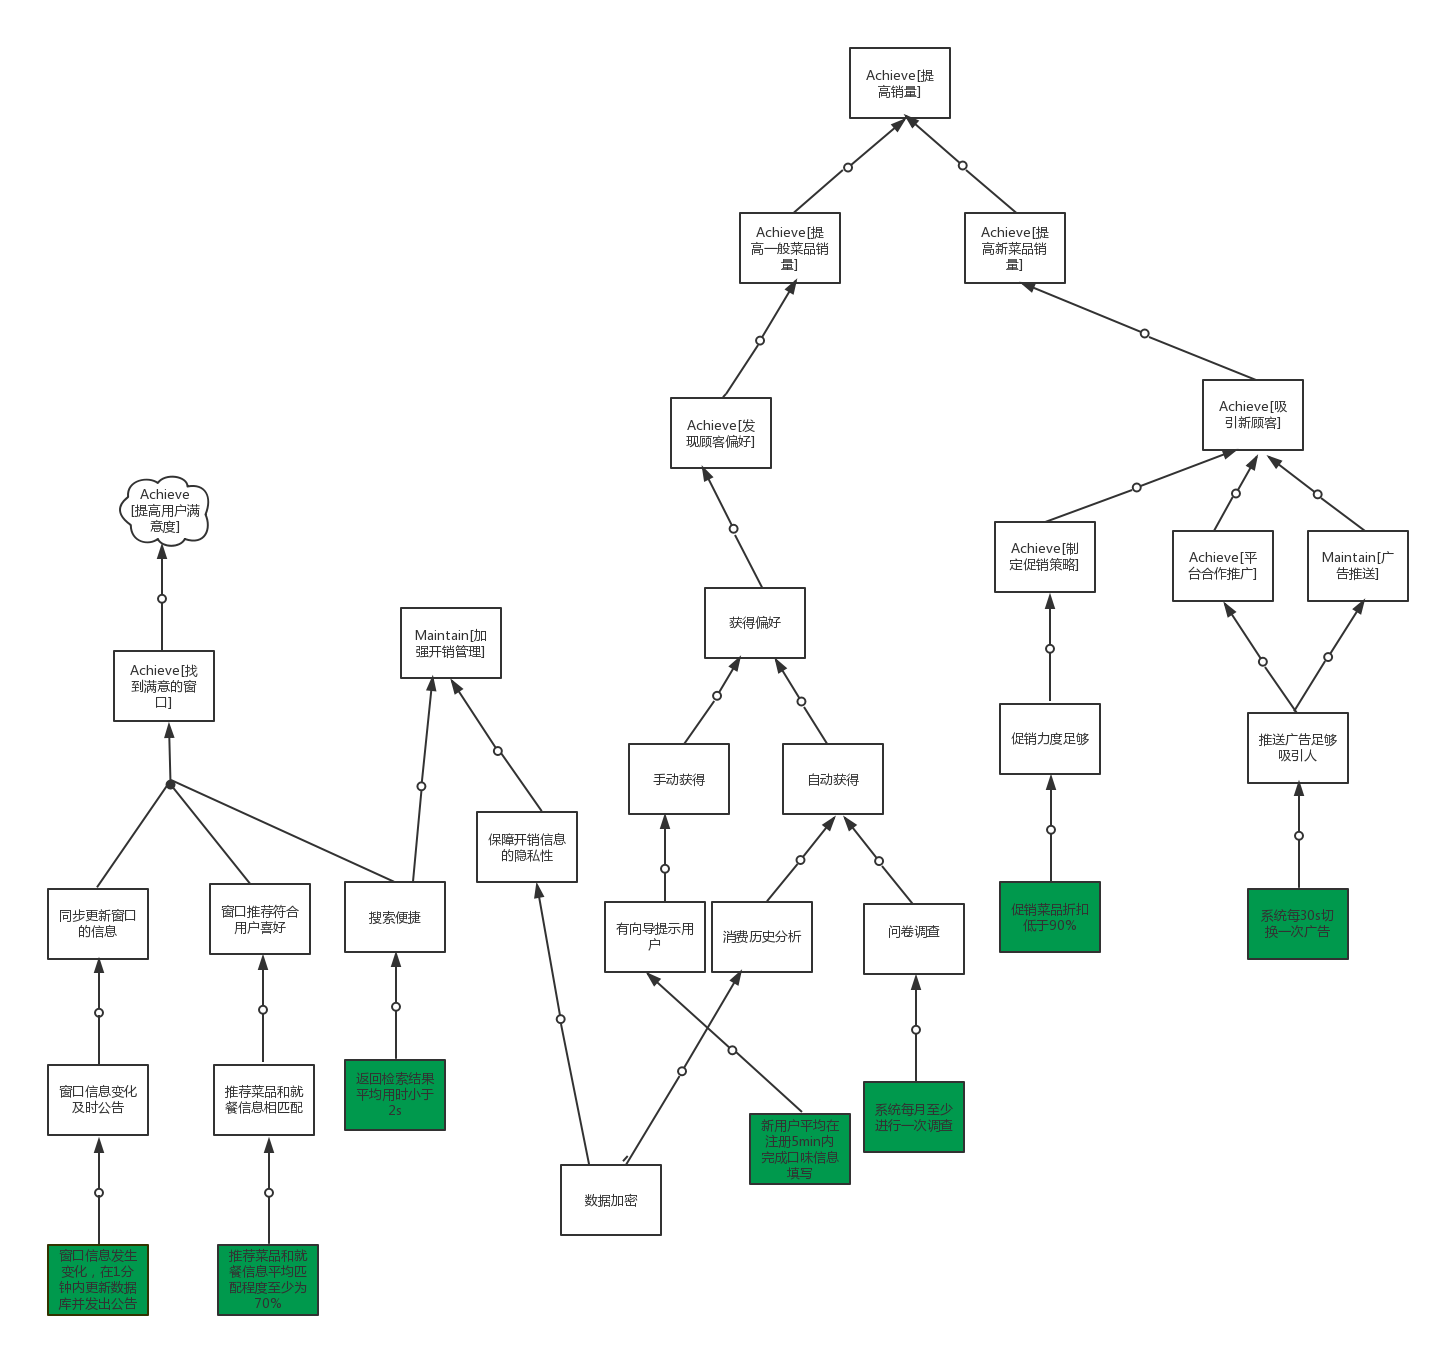 Achieve[提
高销量]
Achieve[提
高一般菜品销
量]
Achieve[提
高新菜品销
量]
Achieve[发
现顾客偏好]
Achieve[吸
引新顾客]
Achieve
[提高用户满
意度]
Achieve[制
定促销策略]
Achieve[平
台合作推广]
Maintain[广
告推送]
Achieve[找
到满意的窗
口]
Maintain[加
强开销管理]
获得偏好
手动获得
自动获得
促销力度足够
推送广告足够
吸引人
保障开销信息
的隐私性
同步更新窗口
的信息
窗口推荐符合
用户喜好
搜索便捷
有向导提示用
户
消费历史分析
问卷调查
促销菜品折扣
低于90%
系统每30s切
换一次广告
窗口信息变化
及时公告
推荐菜品和就
餐信息相匹配
返回检索结果
平均用时小于
2s
新用户平均在
注册5min内
完成口味信息
填写
系统每月至少
进行一次调查
数据加密
窗口信息发生
变化，在1分
钟内更新数据
库并发出公告
推荐菜品和就
餐信息平均匹
配程度至少为
70%